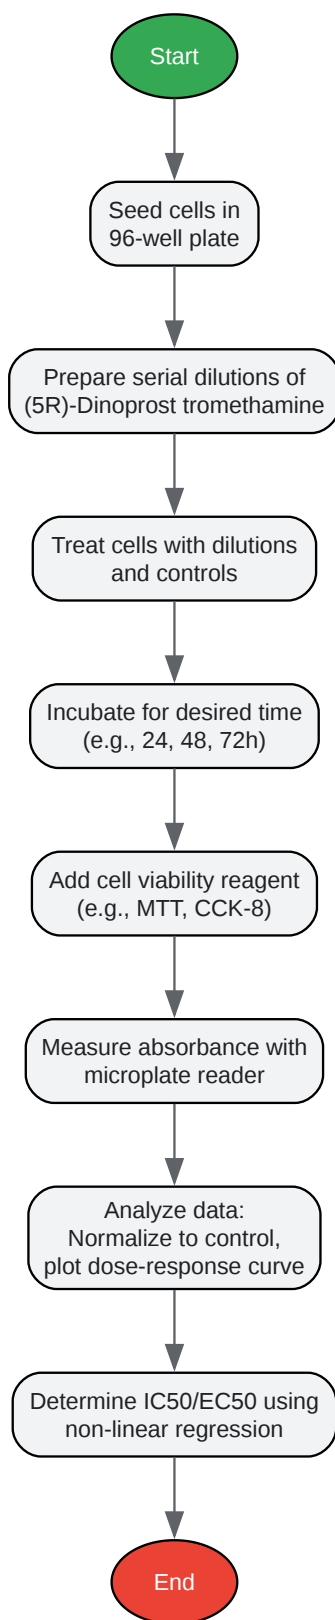 Start
Seed cells in
96-well plate
Prepare serial dilutions of
(5R)-Dinoprost tromethamine
Treat cells with dilutions
and controls
Incubate for desired time
(e.g., 24, 48, 72h)
Add cell viability reagent
(e.g., MTT, CCK-8)
Measure absorbance with
microplate reader
Analyze data:
Normalize to control,
plot dose-response curve
Determine IC50/EC50 using
non-linear regression
End